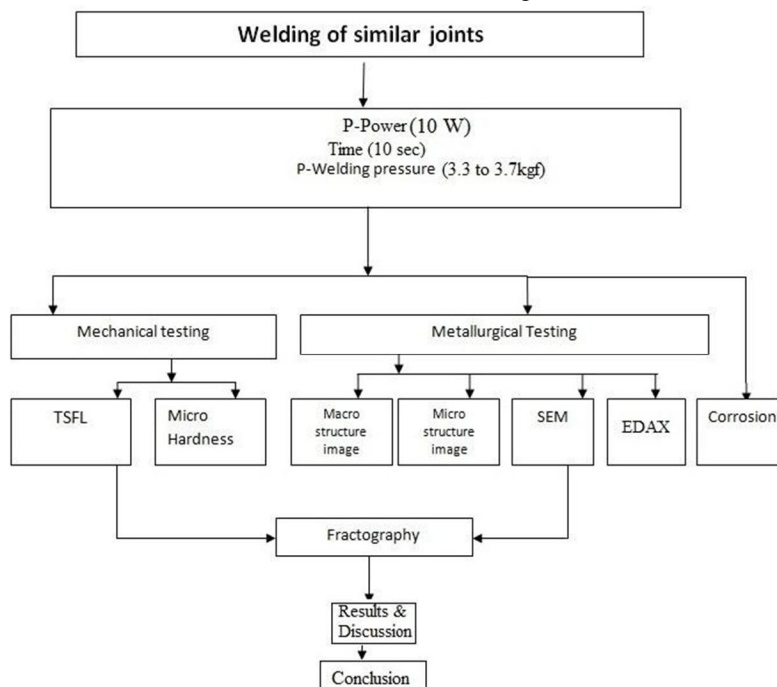 Welding of similar joints
P-Power (10 W)
Time (10 sec)
P-Welding pressure (3.3 to 3.7kgf)
Mechanical testing
Metallurgical Testing
TSFL
Micro
Hardness
Macro
structure
image
Micro
structure
image
SEM
EDAX
Corrosion
Fractography
Results &
Discussion
Conclusion